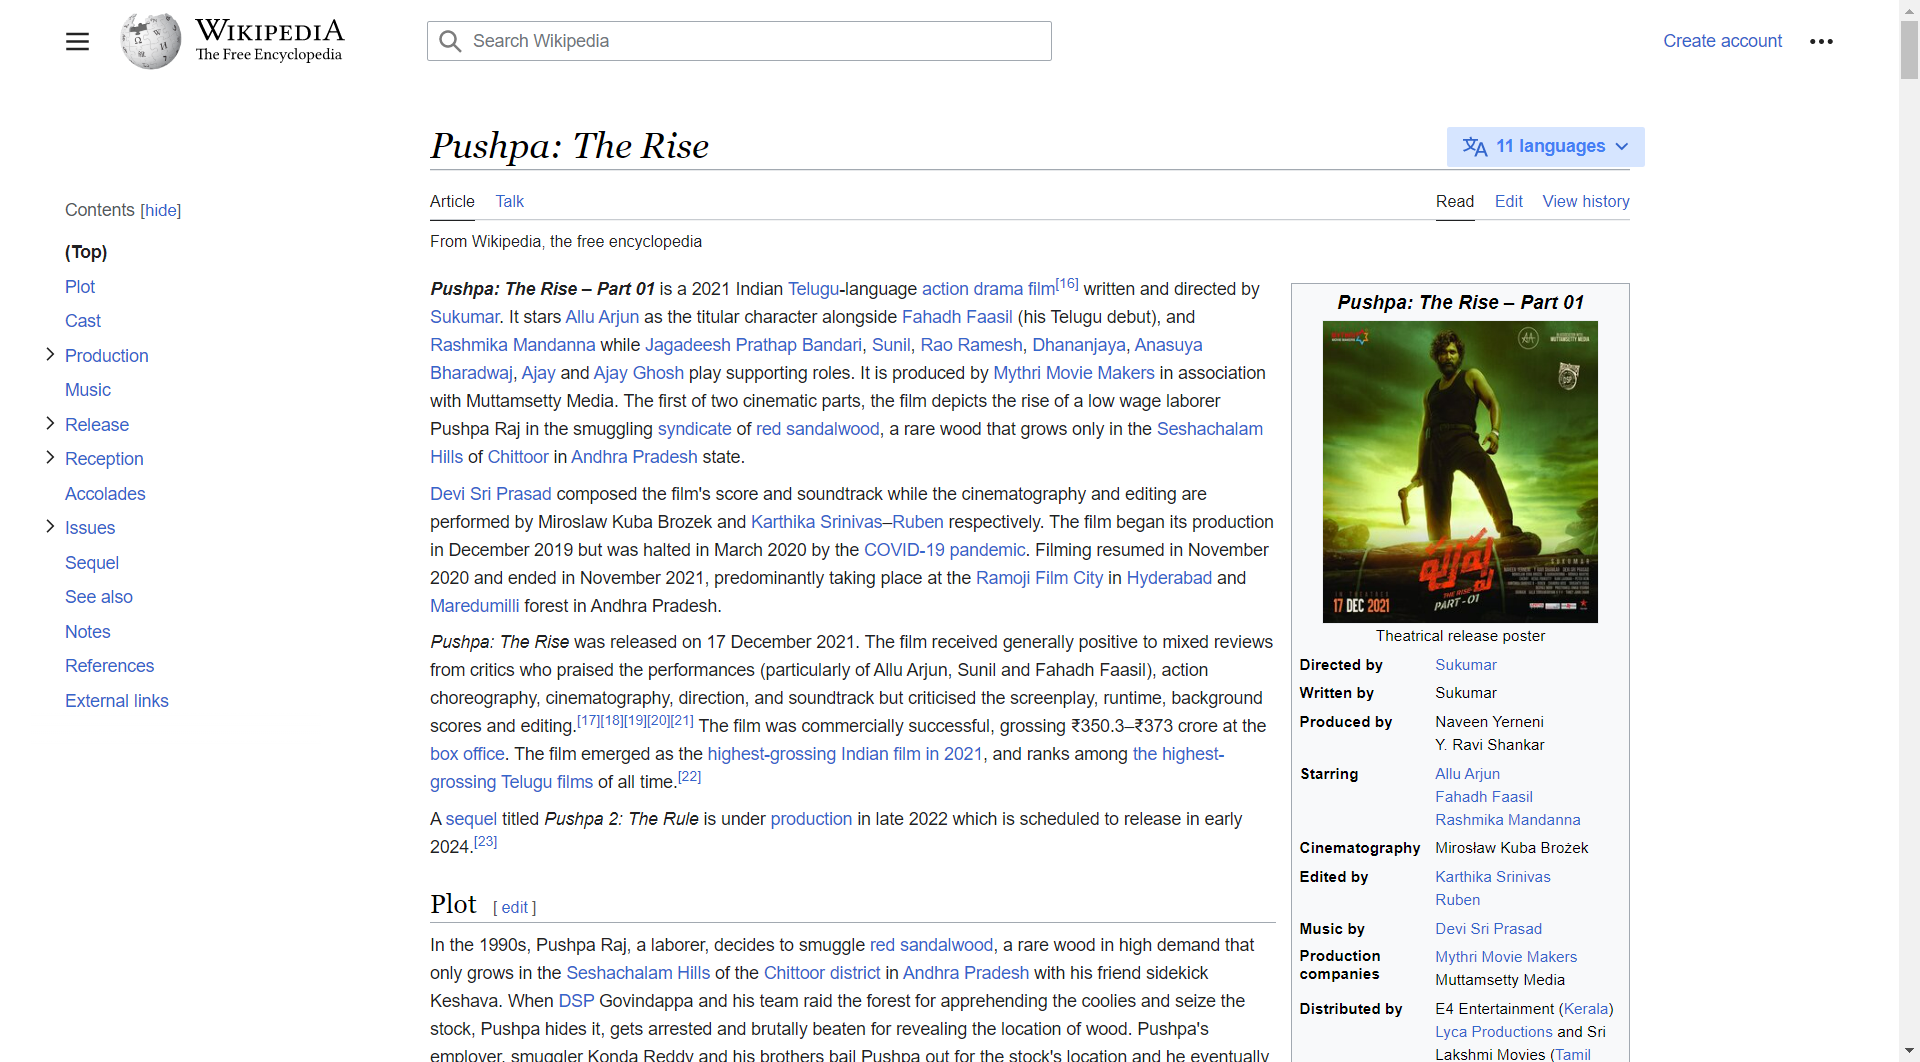 WIKIPEDIA
The Free Encyclopedia
Search Wikipedia
Create account
Pushpa: The Rise
11 languages
Article Talk
Read Edit View history
From Wikipedia, the free encyclopedia
Contents [hide]
(Top)
Plot
Cast
Production
Music
Release
Reception
Accolades
Issues
Sequel
See also
Notes
References
External links
Pushpa: The Rise – Part 01 is a 2021 Indian Telugu-language action drama film[16] written and directed by
Sukumar. It stars Allu Arjun as the titular character alongside Fahadh Faasil (his Telugu debut), and
Rashmika Mandanna while Jagadeesh Prathap Bandari, Sunil, Rao Ramesh, Dhananjaya, Anasuya
Bharadwaj, Ajay and Ajay Ghosh play supporting roles. It is produced by Mythri Movie Makers in association
with Muttamsetty Media. The first of two cinematic parts, the film depicts the rise of a low wage laborer
Pushpa Raj in the smuggling syndicate of red sandalwood, a rare wood that grows only in the Seshachalam
Hills of Chittoor in Andhra Pradesh state.
Devi Sri Prasad composed the film's score and soundtrack while the cinematography and editing are
performed by Miroslaw Kuba Brozek and Karthika Srinivas–Ruben respectively. The film began its production
in December 2019 but was halted in March 2020 by the COVID-19 pandemic. Filming resumed in November
2020 and ended in November 2021, predominantly taking place at the Ramoji Film City in Hyderabad and
Maredumilli forest in Andhra Pradesh.
Pushpa: The Rise was released on 17 December 2021. The film received generally positive to mixed reviews
from critics who praised the performances (particularly of Allu Arjun, Sunil and Fahadh Faasil), action
choreography, cinematography, direction, and soundtrack but criticised the screenplay, runtime, background
scores and editing.[17][18][19][20][21] The film was commercially successful, grossing ₹350.3–₹373 crore at the
box office. The film emerged as the highest-grossing Indian film in 2021, and ranks among the highest-
grossing Telugu films of all time.[22]
A sequel titled Pushpa 2: The Rule is under production in late 2022 which is scheduled to release in early
2024.[23]
Plot [ edit ]
In the 1990s, Pushpa Raj, a laborer, decides to smuggle red sandalwood, a rare wood in high demand that
only grows in the Seshachalam Hills of the Chittoor district in Andhra Pradesh with his friend sidekick
Keshava. When DSP Govindappa and his team raid the forest for apprehending the coolies and seize the
stock, Pushpa hides it, gets arrested and brutally beaten for revealing the location of wood. Pushpa's
employer, smuggler Konda Reddy and his brothers bail Pushpa out for the stock's location and he eventually
Pushpa: The Rise – Part 01
MUTTAMSETTY MEDIA
DSP
SUKUMAR
పుష్ప
THE RISE
PART-01
IN THEATRES
17 DEC 2021
Theatrical release poster
Directed by Sukumar
Written by Sukumar
Produced by Naveen Yerneni
Y. Ravi Shankar
Starring Allu Arjun
Fahadh Faasil
Rashmika Mandanna
Cinematography Mirosław Kuba Brożek
Edited by Karthika Srinivas
Ruben
Music by Devi Sri Prasad
Production companies Mythri Movie Makers
Muttamsetty Media
Distributed by E4 Entertainment (Kerala)
Lyca Productions and Sri
Lakshmi Movies (Tamil